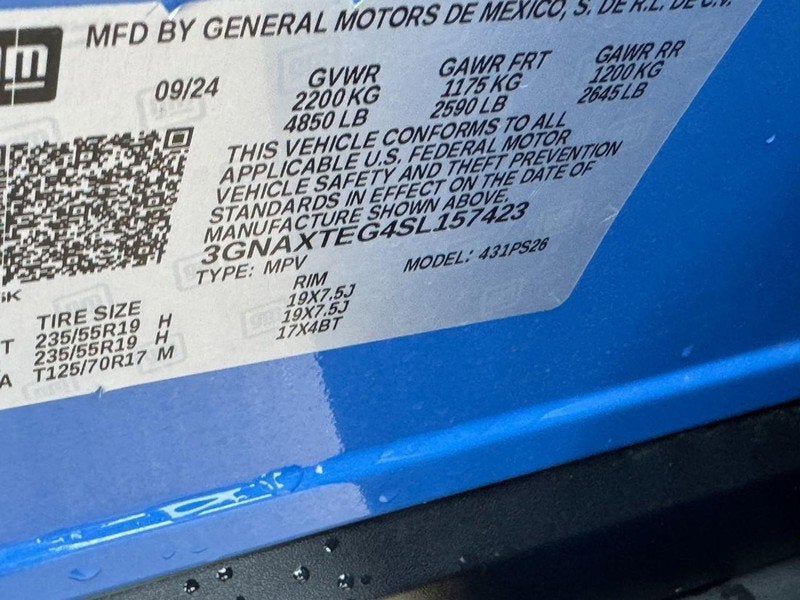 gm
MFD BY GENERAL MOTORS DE MEXICO, S. DE R.L. DE C.V.
09/24 GVWR GAWR FRT GAWR RR
2200 KG 1175 KG 1200 KG
4850 LB 2590 LB 2645 LB
THIS VEHICLE CONFORMS TO ALL
APPLICABLE U.S. FEDERAL MOTOR
VEHICLE SAFETY AND THEFT PREVENTION
STANDARDS IN EFFECT ON THE DATE OF
MANUFACTURE SHOWN ABOVE.
3GNAXTEG4SL157423
TYPE: MPV MODEL: 431PS26
TIRE SIZE RIM
T 235/55R19 H 19X7.5J
235/55R19 H 19X7.5J
A T125/70R17 M 17X4BT